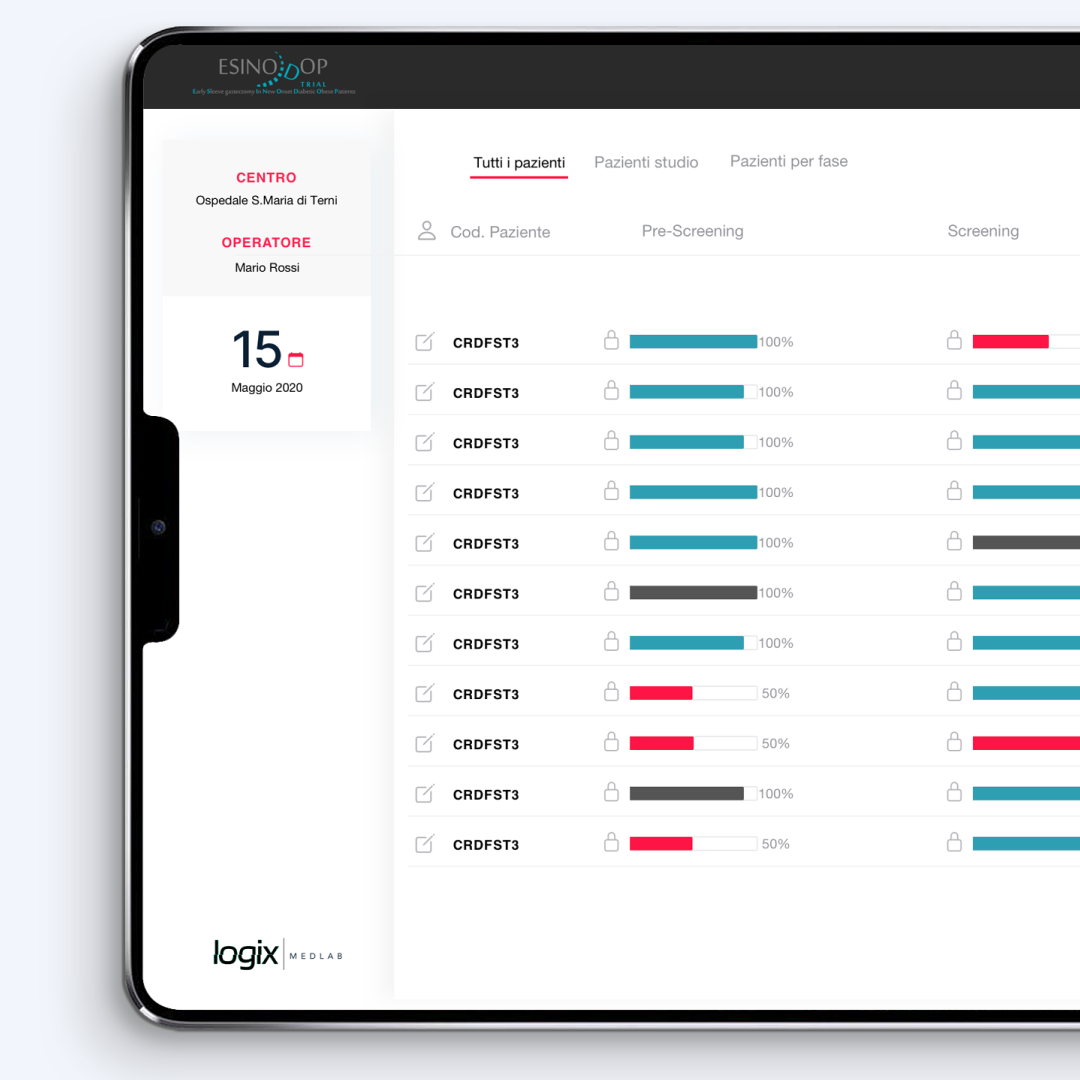 ESINODOP
TRIAL
Early Sleeve gastrectomy In New Onset Diabetic Obese Patients
CENTRO
Ospedale S.Maria di Terni
OPERATORE
Mario Rossi
15
Maggio 2020
Tutti i pazienti Pazienti studio Pazienti per fase
Cod. Paziente Pre-Screening Screening
CRDFST3 100%
CRDFST3 100%
CRDFST3 100%
CRDFST3 100%
CRDFST3 100%
CRDFST3 100%
CRDFST3 100%
CRDFST3 50%
CRDFST3 50%
CRDFST3 100%
CRDFST3 50%
logix MEDLAB